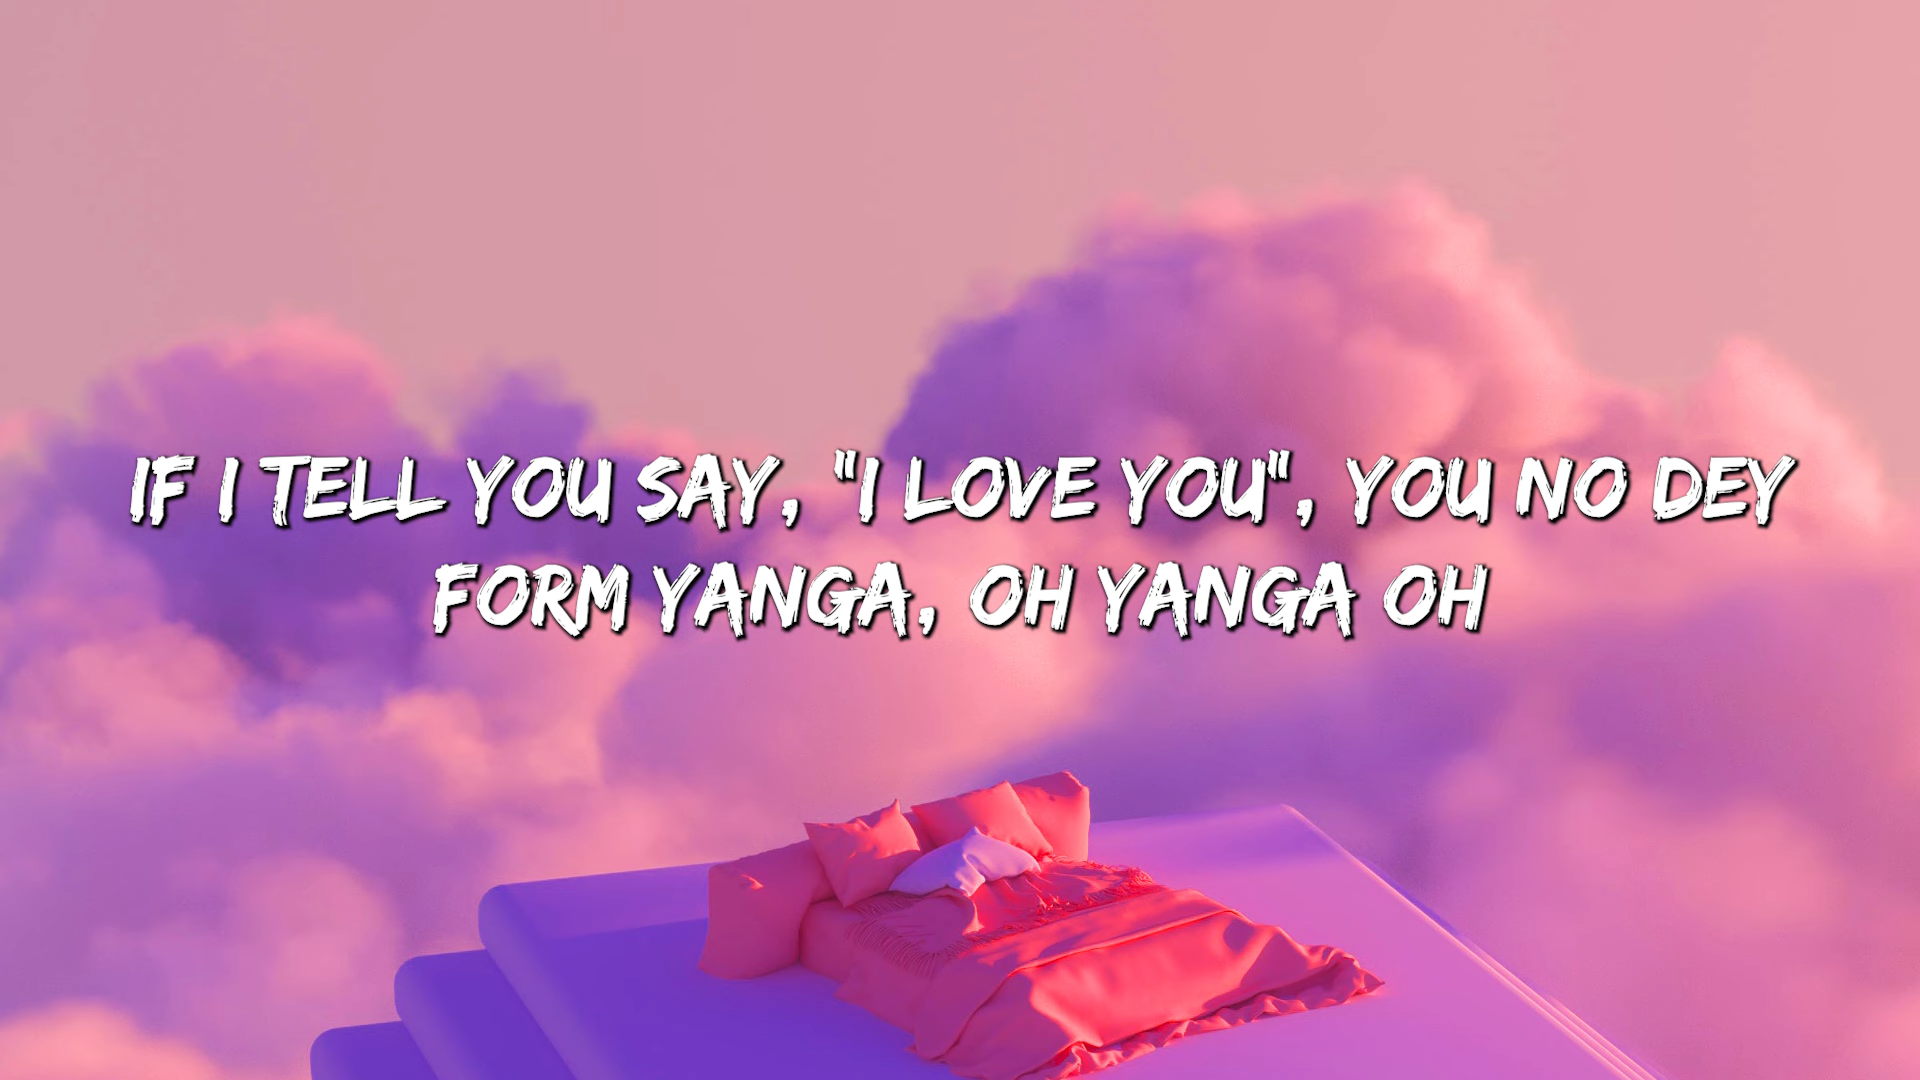 IF I TELL YOU SAY, "I LOVE YOU", YOU NO DEY
FORM YANGA, OH YANGA OH